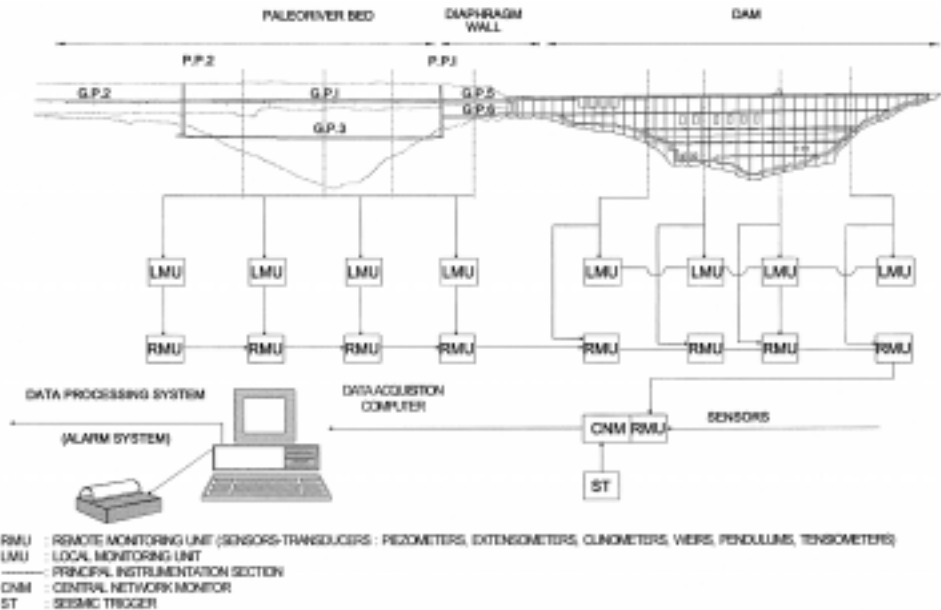 PALEORIVER BED
DIAPHRAGM
WALL
DAM
P.P.2
P.P.1
G.P.2
G.P.1
G.P.5
G.P.6
G.P.3
LMU LMU LMU LMU LMU LMU LMU LMU
RMU RMU RMU RMU RMU RMU RMU RMU
DATA PROCESSING SYSTEM
(ALARM SYSTEM)
DATA ACQUISITION
COMPUTER
CNM RMU
SENSORS
ST
RMU : REMOTE MONITORING UNIT (SENSORS-TRANSDUCERS : PIEZOMETERS, EXTENSOMETERS, CLINOMETERS, WEIRS, PENDULUMS, TENSIOMETERS)
LMU : LOCAL MONITORING UNIT
: PRINCIPAL INSTRUMENTATION SECTION
CNM : CENTRAL NETWORK MONITOR
ST : SEISMIC TRIGGER